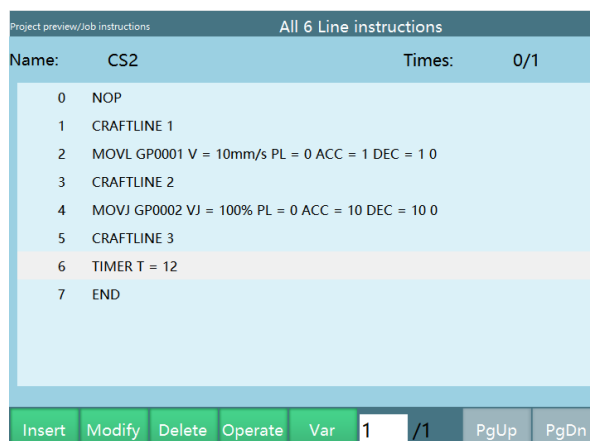 Project preview/Job instructions All 6 Line instructions
Name: CS2 Times: 0/1
0 NOP
1 CRAFTLINE 1
2 MOVL GP0001 V = 10mm/s PL = 0 ACC = 1 DEC = 1 0
3 CRAFTLINE 2
4 MOVJ GP0002 VJ = 100% PL = 0 ACC = 10 DEC = 10 0
5 CRAFTLINE 3
6 TIMER T = 12
7 END
Insert Modify Delete Operate Var 1 /1 PgUp PgDn